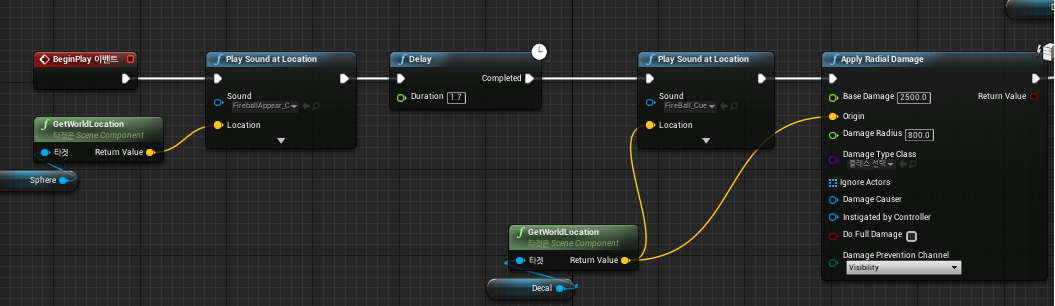 BeginPlay 이벤트
Play Sound at Location
Sound
FireballAppear_C
Location
GetWorldLocation
타겟은 Scene Component
타겟
Return Value
Sphere
Delay
Completed
Duration
1.7
Play Sound at Location
Sound
FireBall_Cue
Location
GetWorldLocation
타겟은 Scene Component
타겟
Return Value
Decal
Apply Radial Damage
Base Damage
2500.0
Return Value
Origin
Damage Radius
800.0
Damage Type Class
클래스 선택
Ignore Actors
Damage Causer
Instigated by Controller
Do Full Damage
Damage Prevention Channel
Visibility